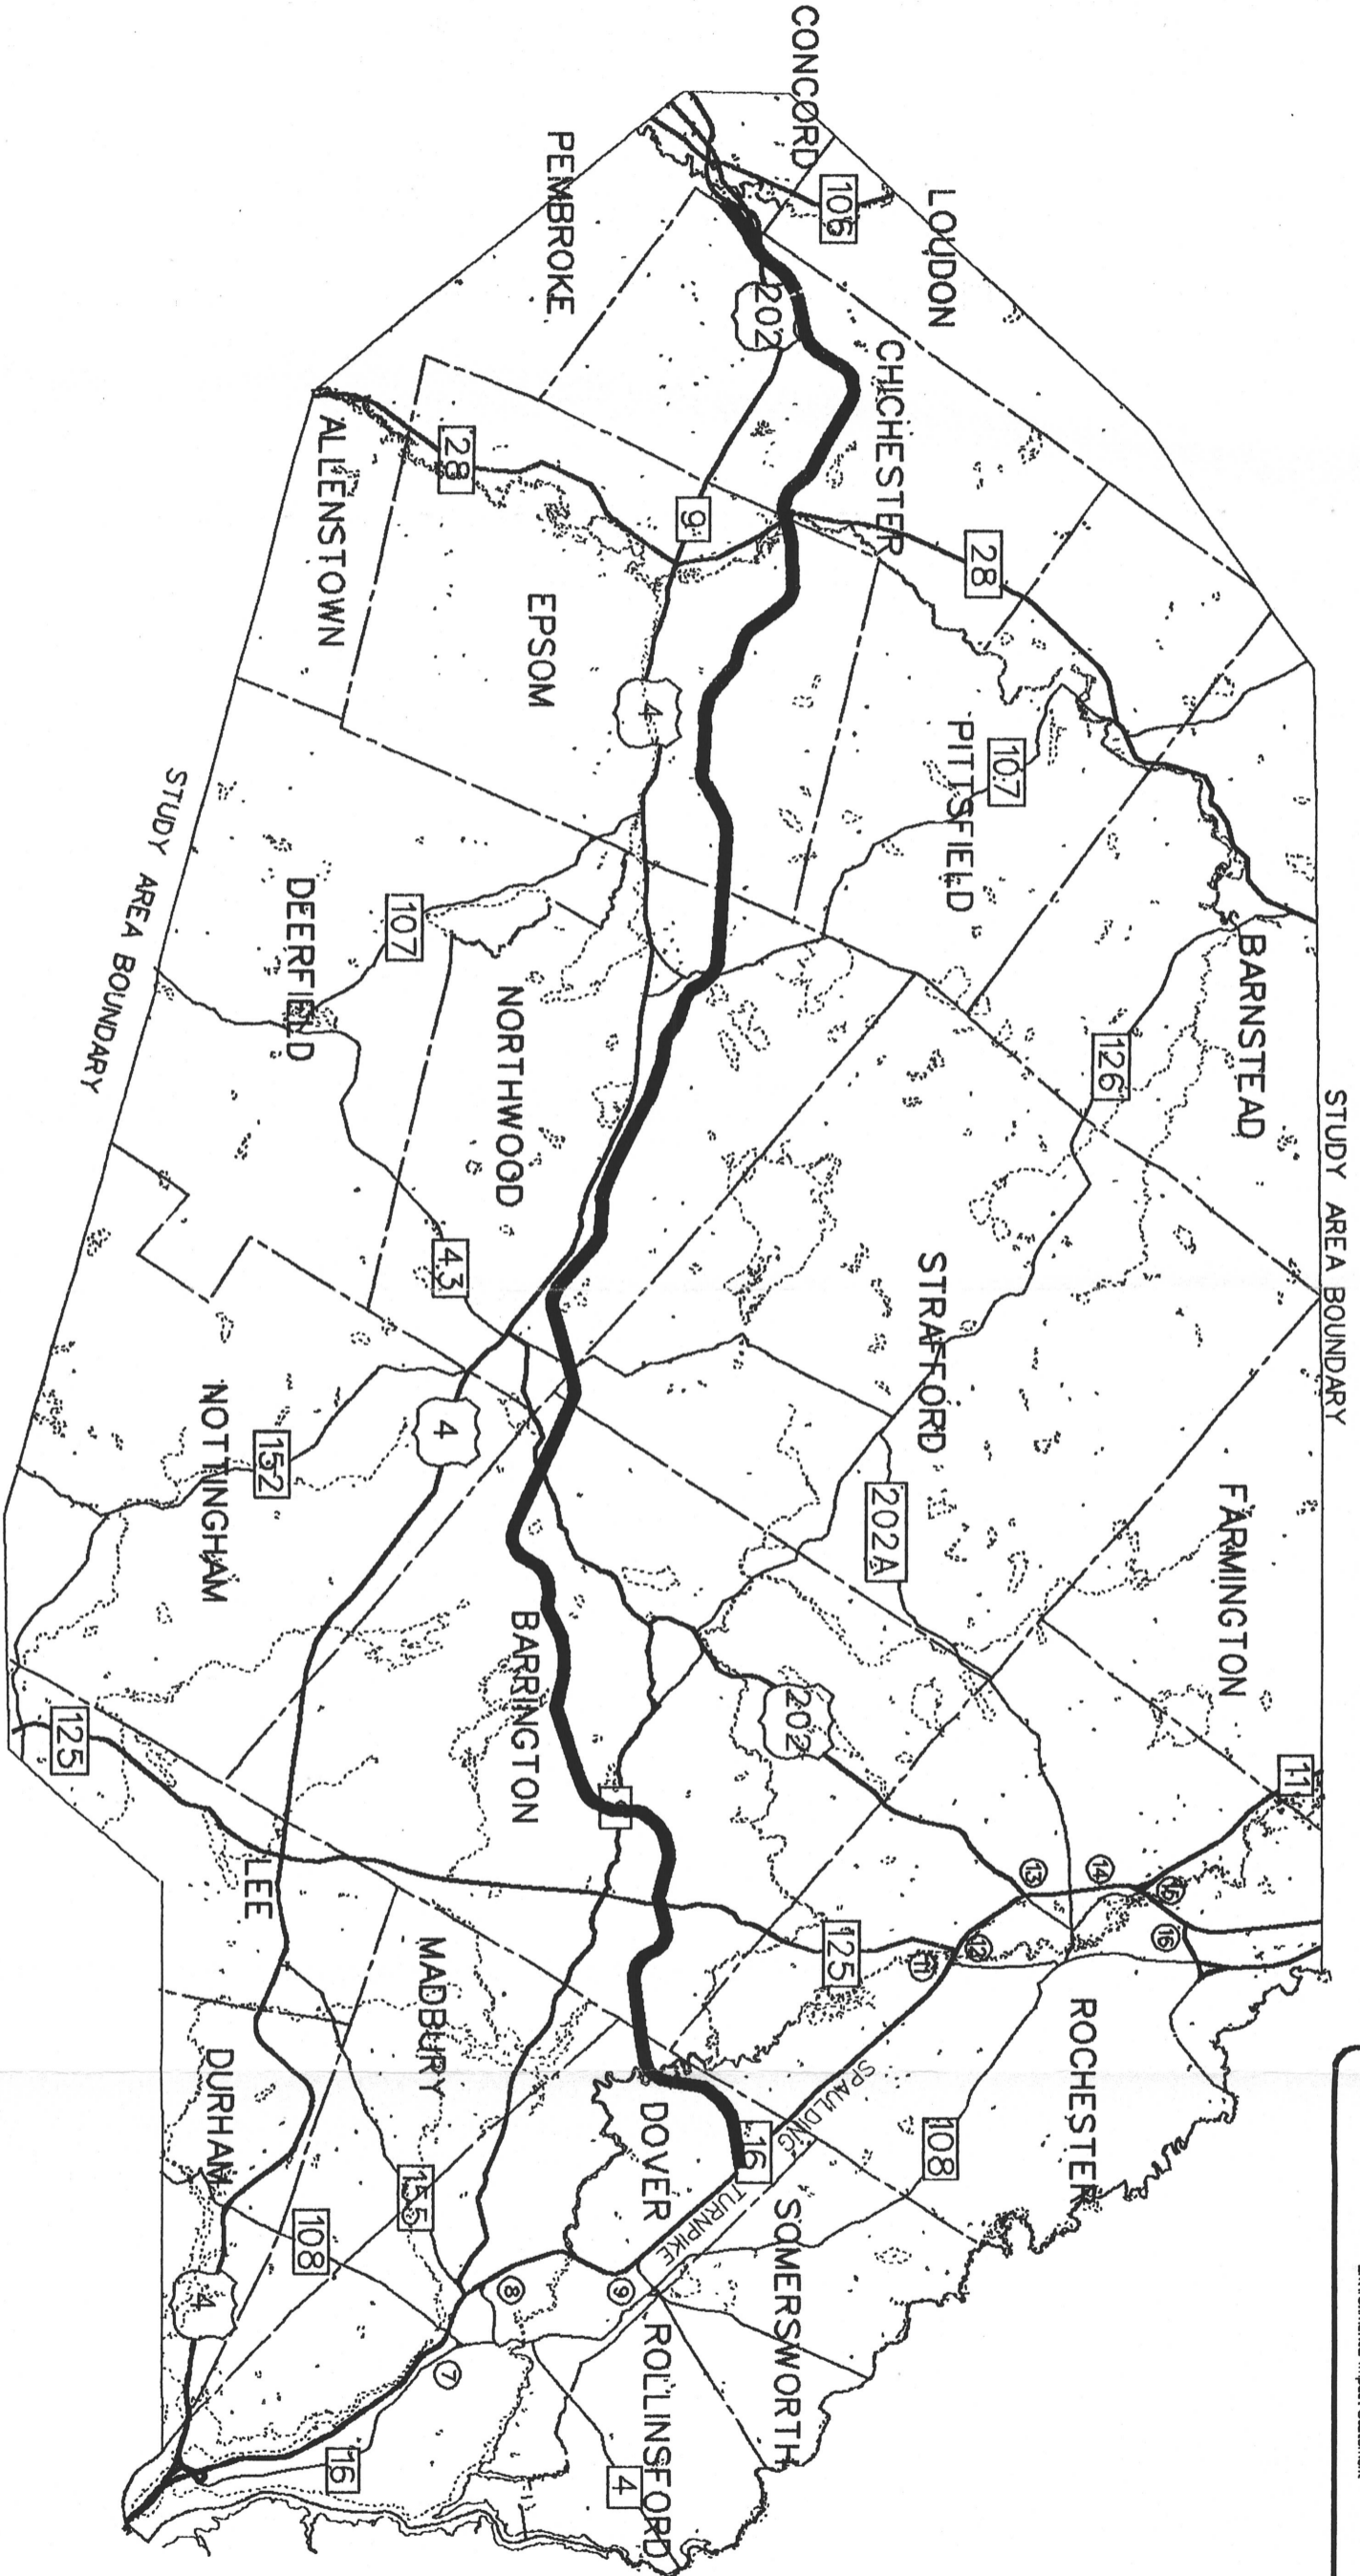 STUDY AREA BOUNDARY
BARNSTEAD
FARMINGTON
11
126
28
107
PITTSFIELD
STRAFFORD
202A
14
15
13
16
12
11
ROCHESTER
LOUDON
CHICHESTER
CONCORD
106
202
202
125
SPAULDING
TURNPIKE
108
16
SOMERSWORTH
DOVER
9
ROLLINSFORD
4
9
4
BARRINGTON
PEMBROKE
EPSOM
NORTHWOOD
28
43
4
107
MADBURY
155
8
7
ALLENSTOWN
DEERFIELD
152
NOTTINGHAM
LEE
DURHAM
108
16
4
125
STUDY AREA BOUNDARY